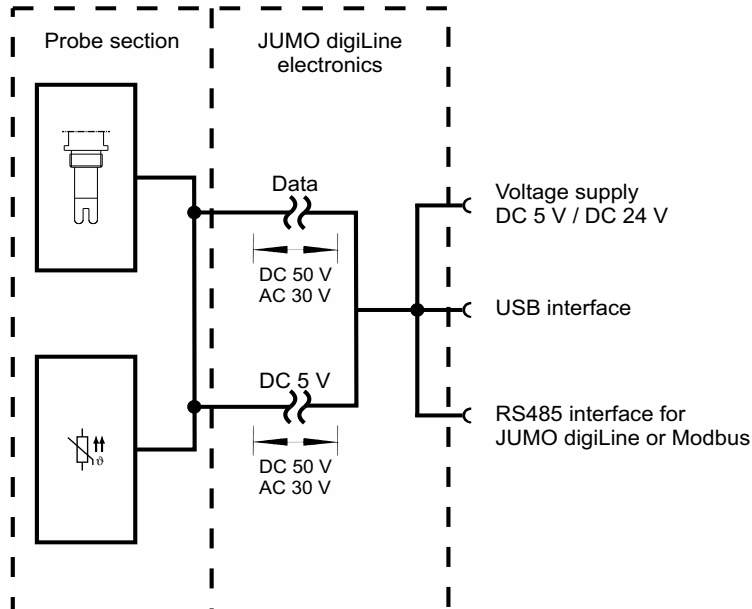 Probe section
JUMO digiLine
electronics
Data
DC 50 V
AC 30 V
DC 5 V
DC 50 V
AC 30 V
ϑ
Voltage supply
DC 5 V / DC 24 V
USB interface
RS485 interface for
JUMO digiLine or Modbus